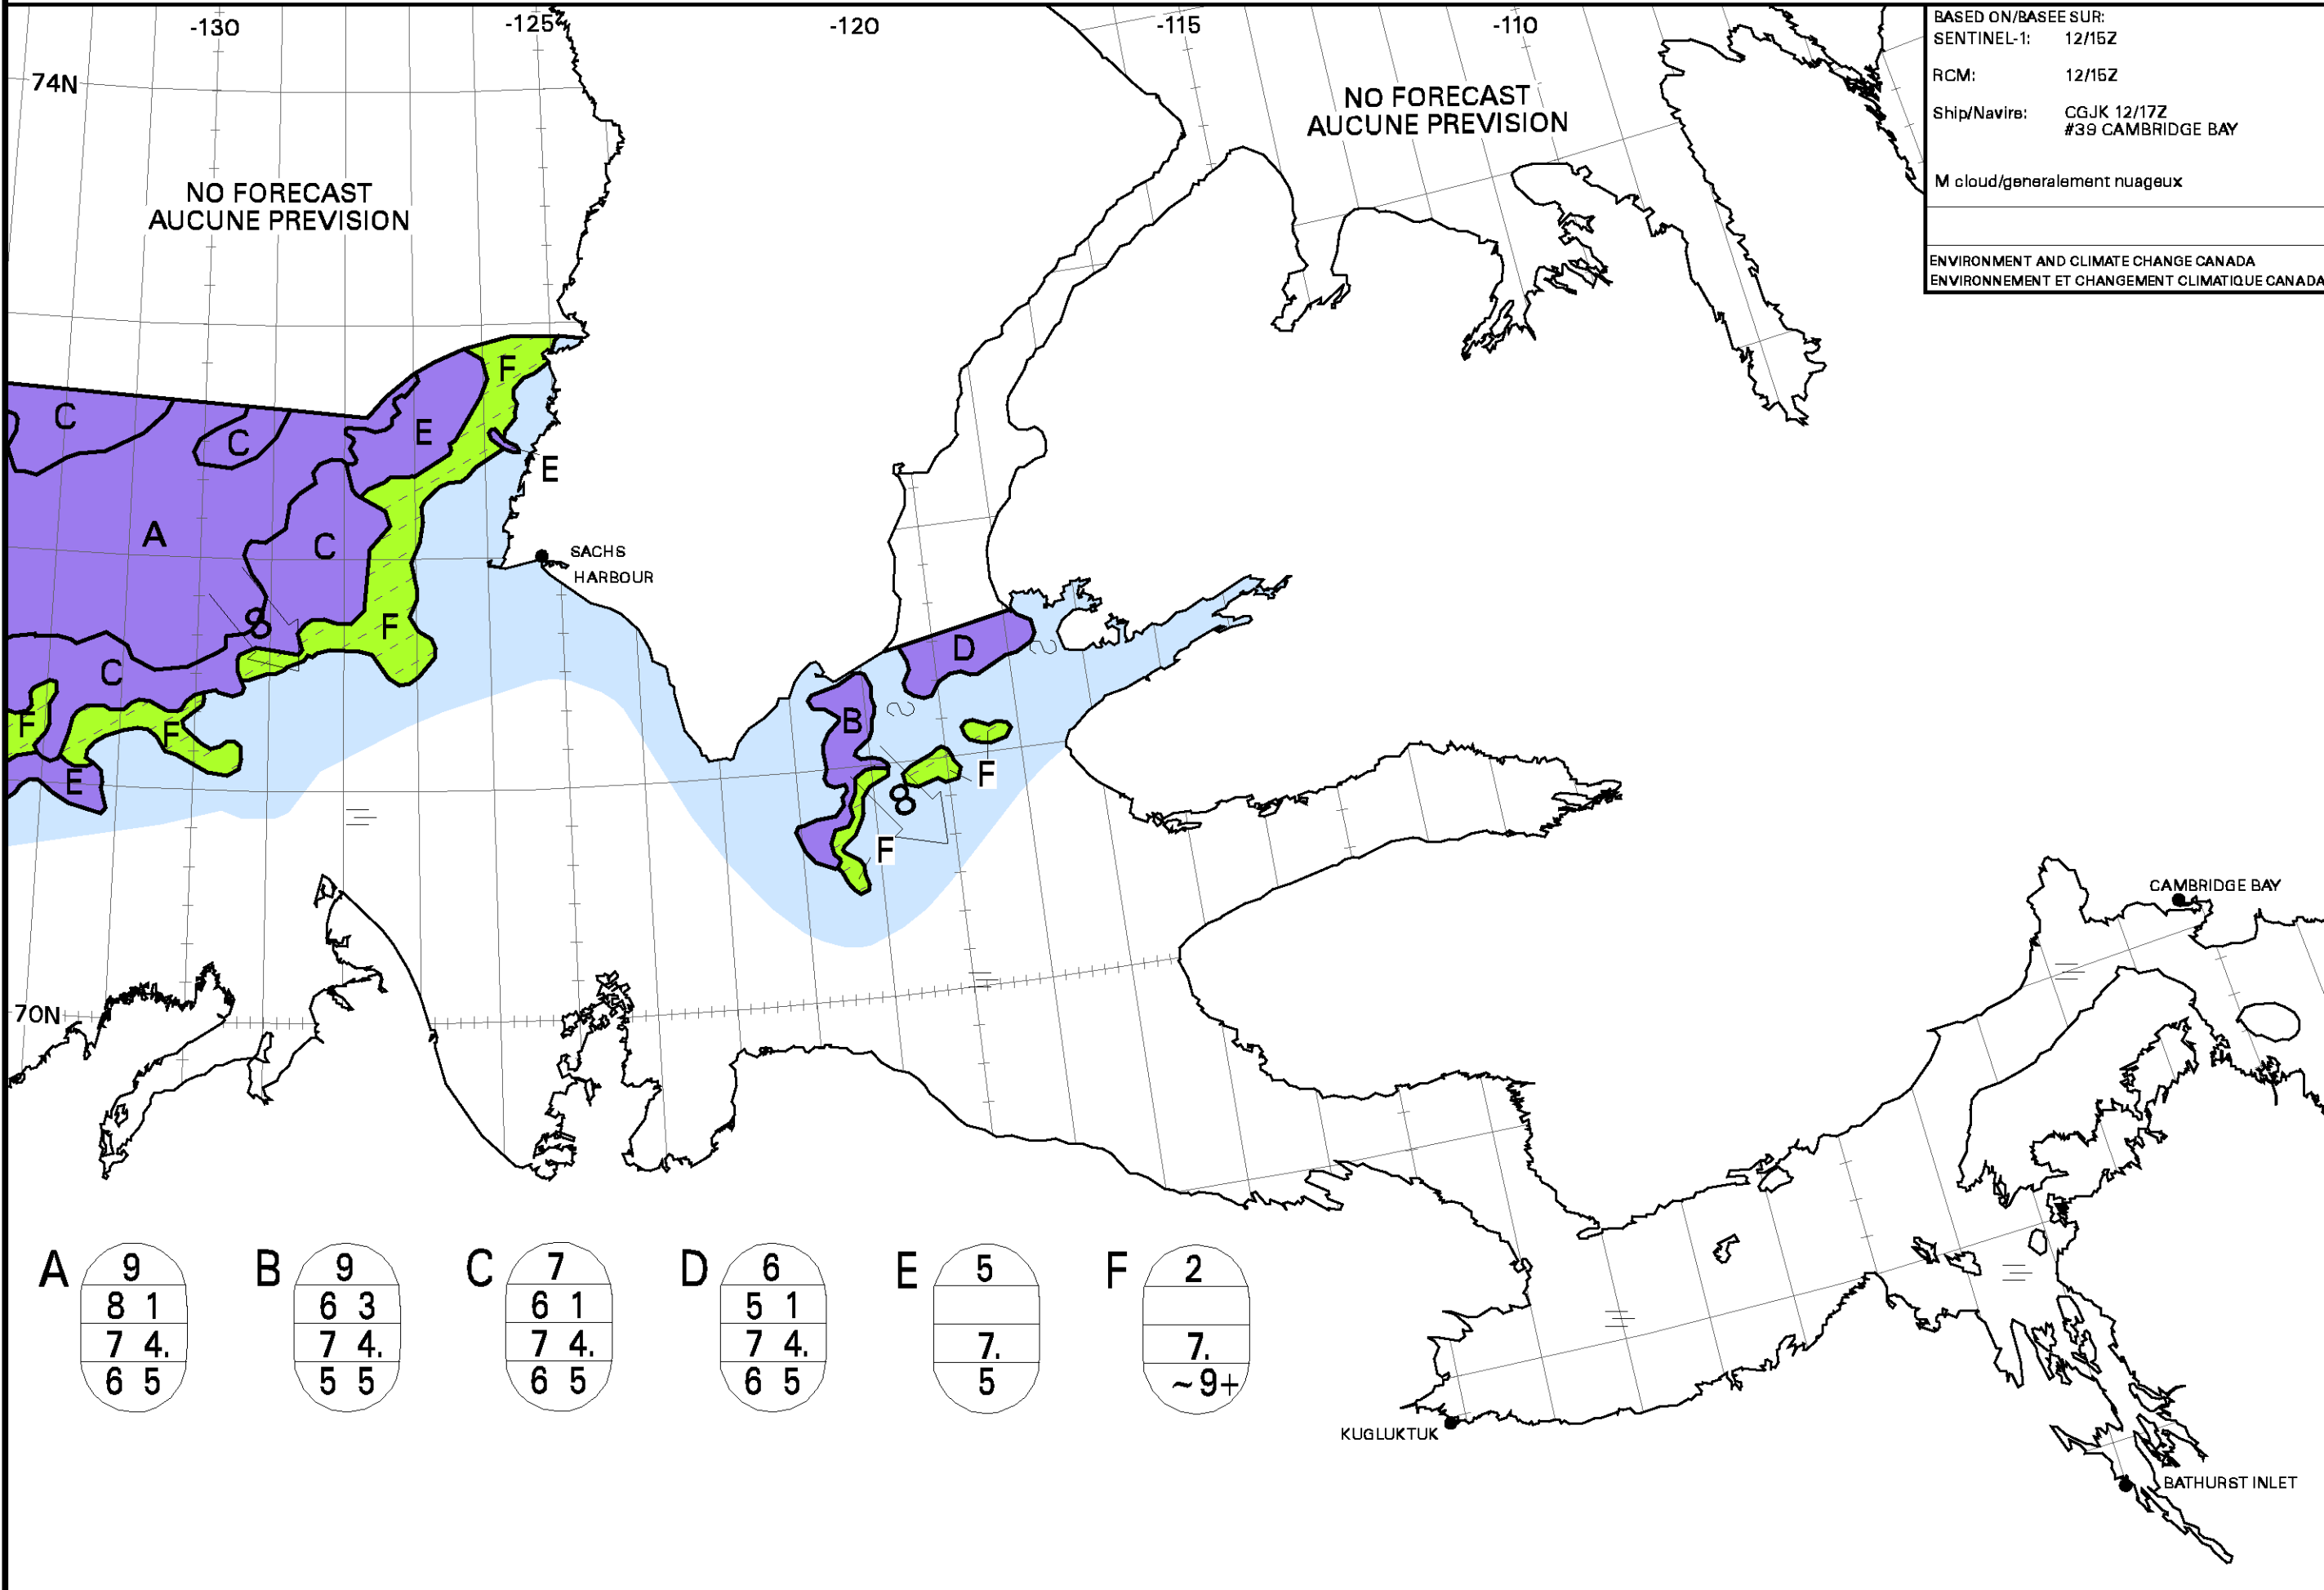 -130
-125
-120
-115
-110
74N
NO FORECAST
AUCUNE PREVISION
NO FORECAST
AUCUNE PREVISION
BASED ON/BASEE SUR:
SENTINEL-1: 12/15Z
RCM: 12/15Z
Ship/Navire: CGJK 12/17Z
#39 CAMBRIDGE BAY
M cloud/generalement nuageux
ENVIRONMENT AND CLIMATE CHANGE CANADA
ENVIRONNEMENT ET CHANGEMENT CLIMATIQUE CANADA
F
C
C
E
E
A
C
SACHS
HARBOUR
8
F
D
C
B
F
F
E
F
8
F
CAMBRIDGE BAY
70N
A
9
8 1
7 4.
6 5
B
9
6 3
7 4.
5 5
C
7
6 1
7 4.
6 5
D
6
5 1
7 4.
6 5
E
5
7.
5
F
2
7.
~9+
KUGLUKTUK
BATHURST INLET